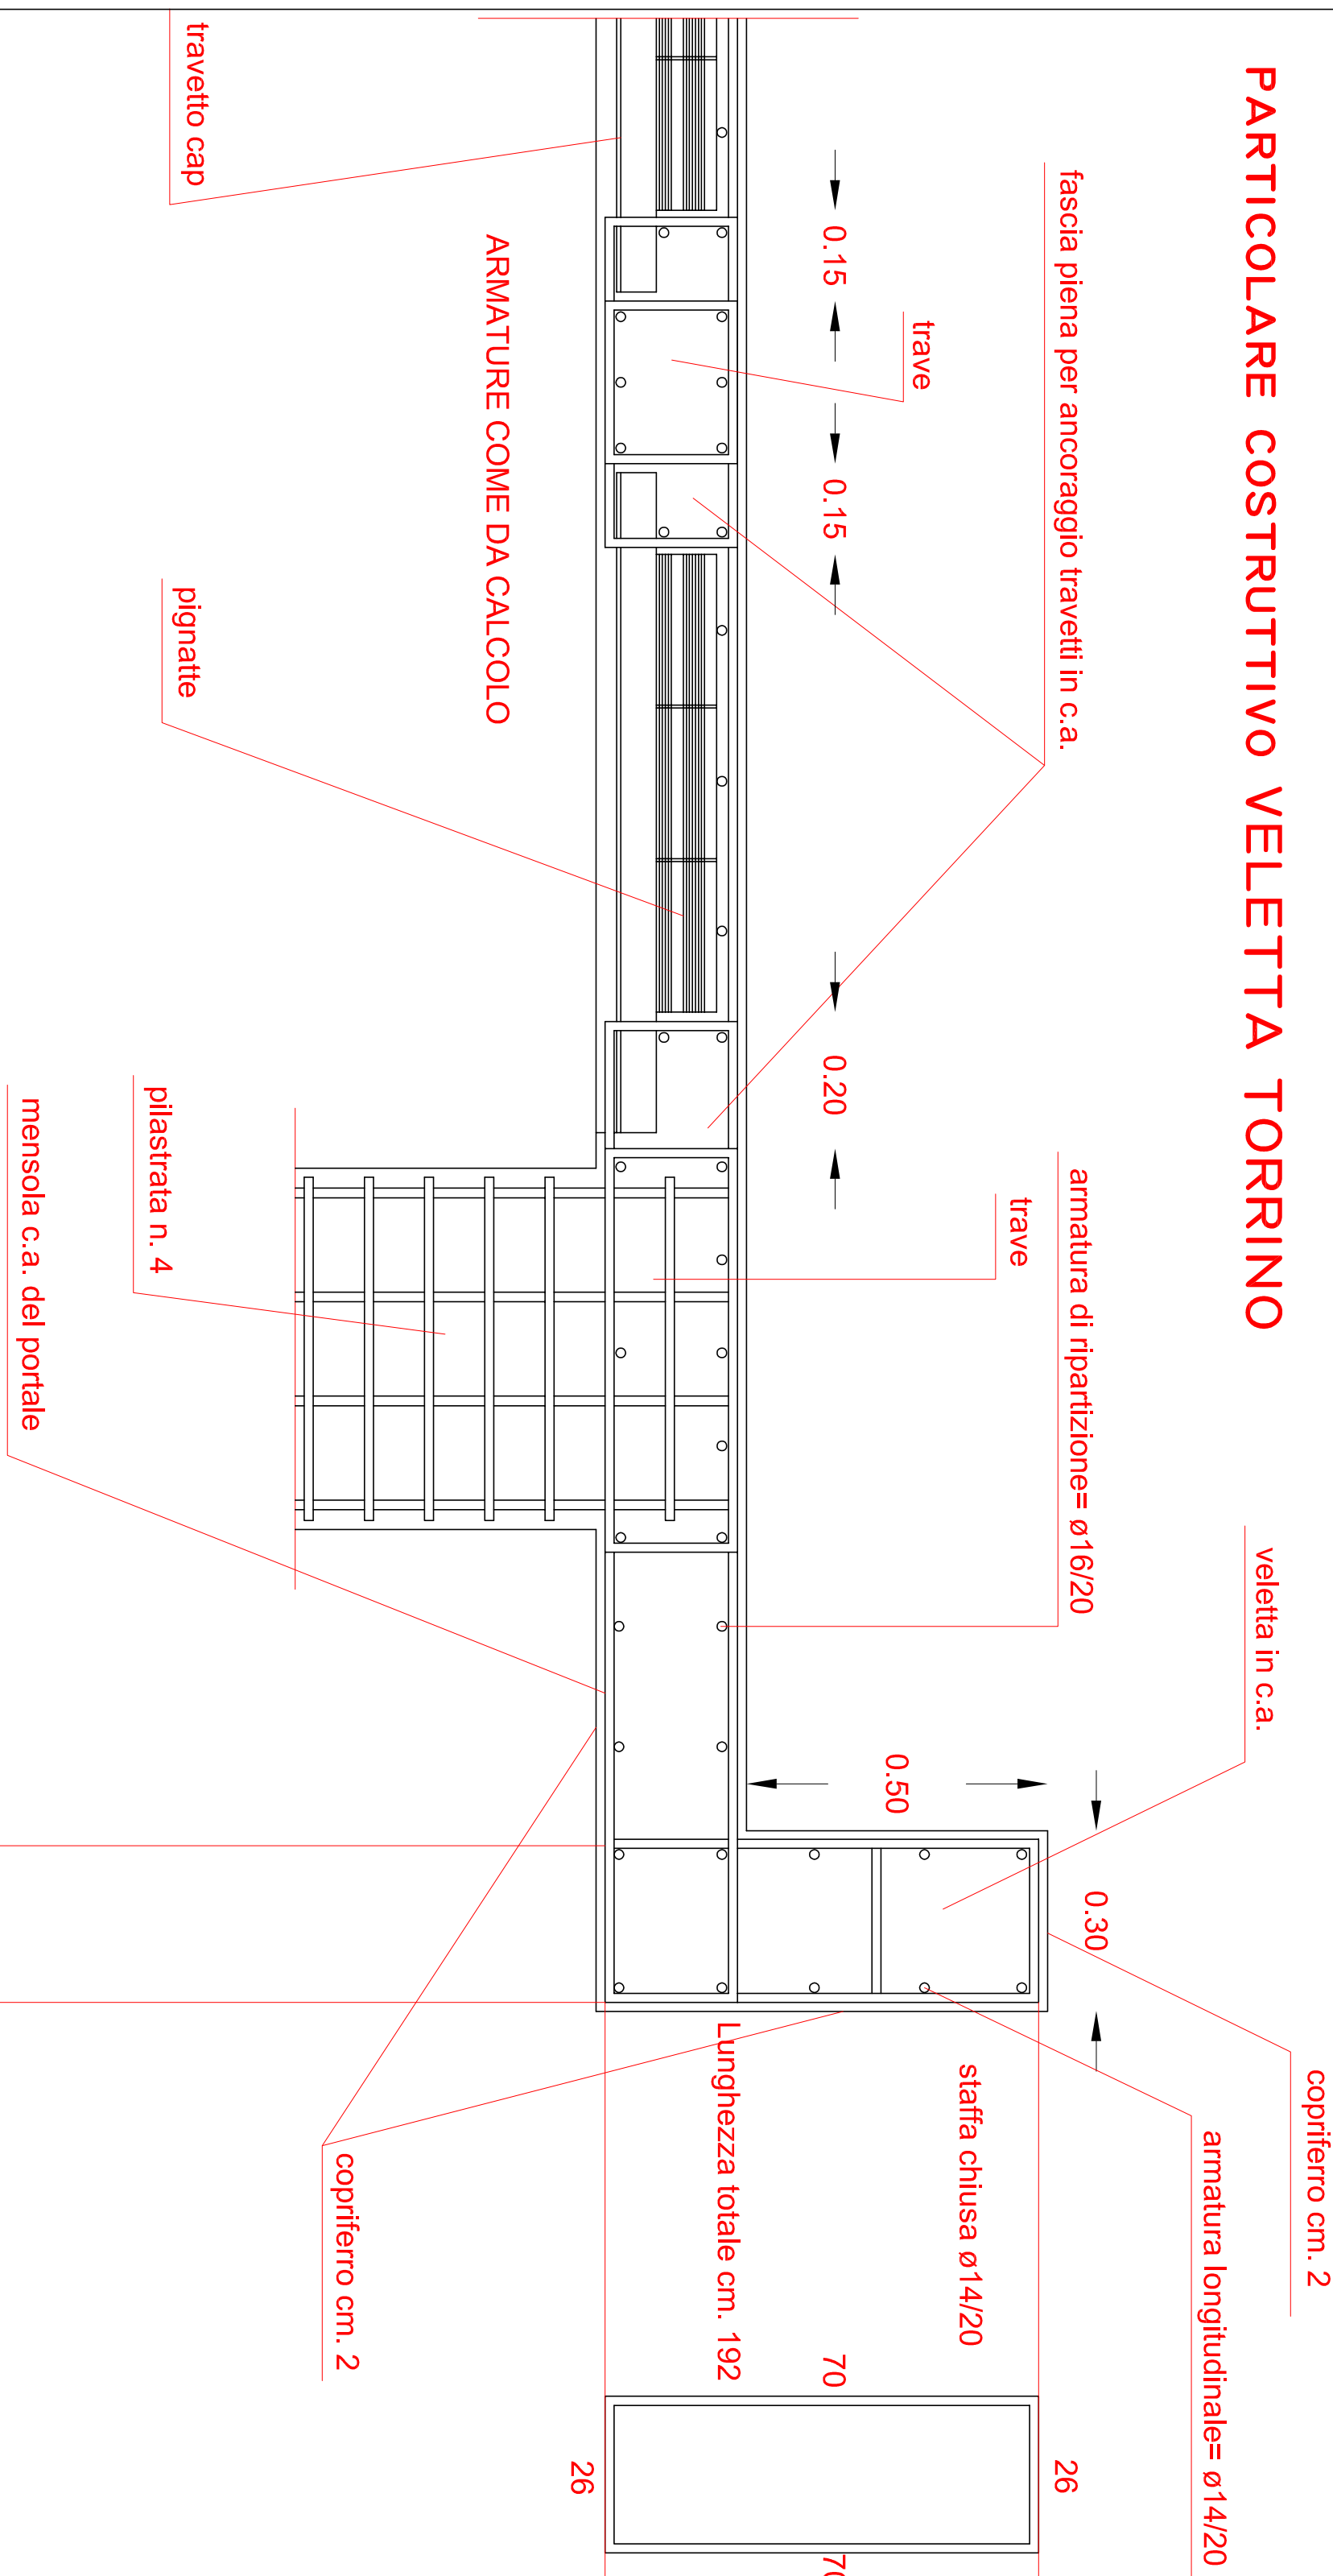 PARTICOLARE COSTRUTTIVO VELETTA TORRINO
copriferro cm. 2
veletta in c.a.
armatura longitudinale= ø14/20
fascia piena per ancoraggio travetti in c.a.
armatura di ripartizione= ø16/20
0.30
26
trave
trave
0.50
staffa chiusa ø14/20
0.15
0.15
0.20
70
70
Lunghezza totale cm. 192
26
ARMATURE COME DA CALCOLO
copriferro cm. 2
travetto cap
pignatte
pilastrata n. 4
mensola c.a. del portale